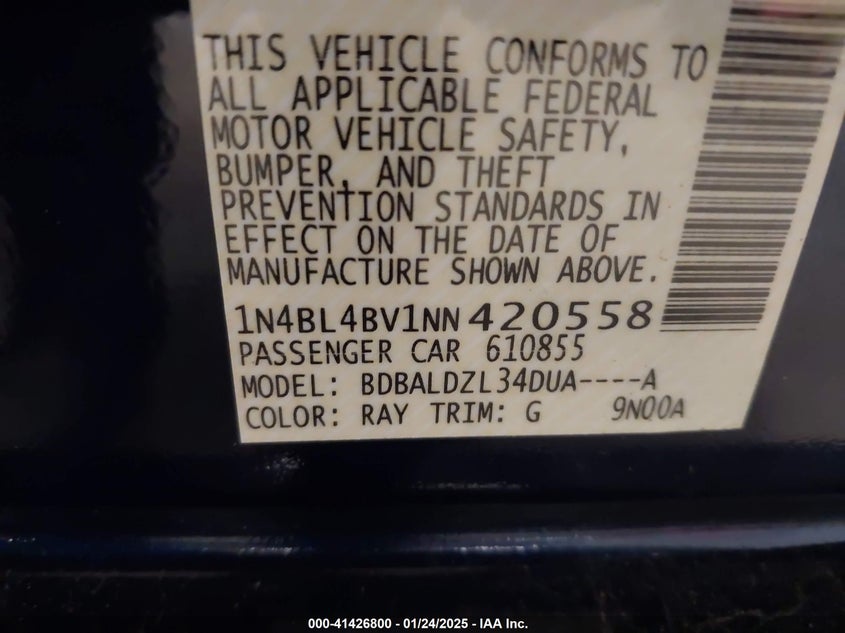 THIS VEHICLE CONFORMS TO
ALL APPLICABLE FEDERAL
MOTOR VEHICLE SAFETY,
BUMPER, AND THEFT
PREVENTION STANDARDS IN
EFFECT ON THE DATE OF
MANUFACTURE SHOWN ABOVE.
1N4BL4BV1NN420558
PASSENGER CAR 610855
MODEL: BDBALDZL34DUA----A
COLOR: RAY TRIM: G 9N00A
000-41426800 - 01/24/2025 - IAA Inc.